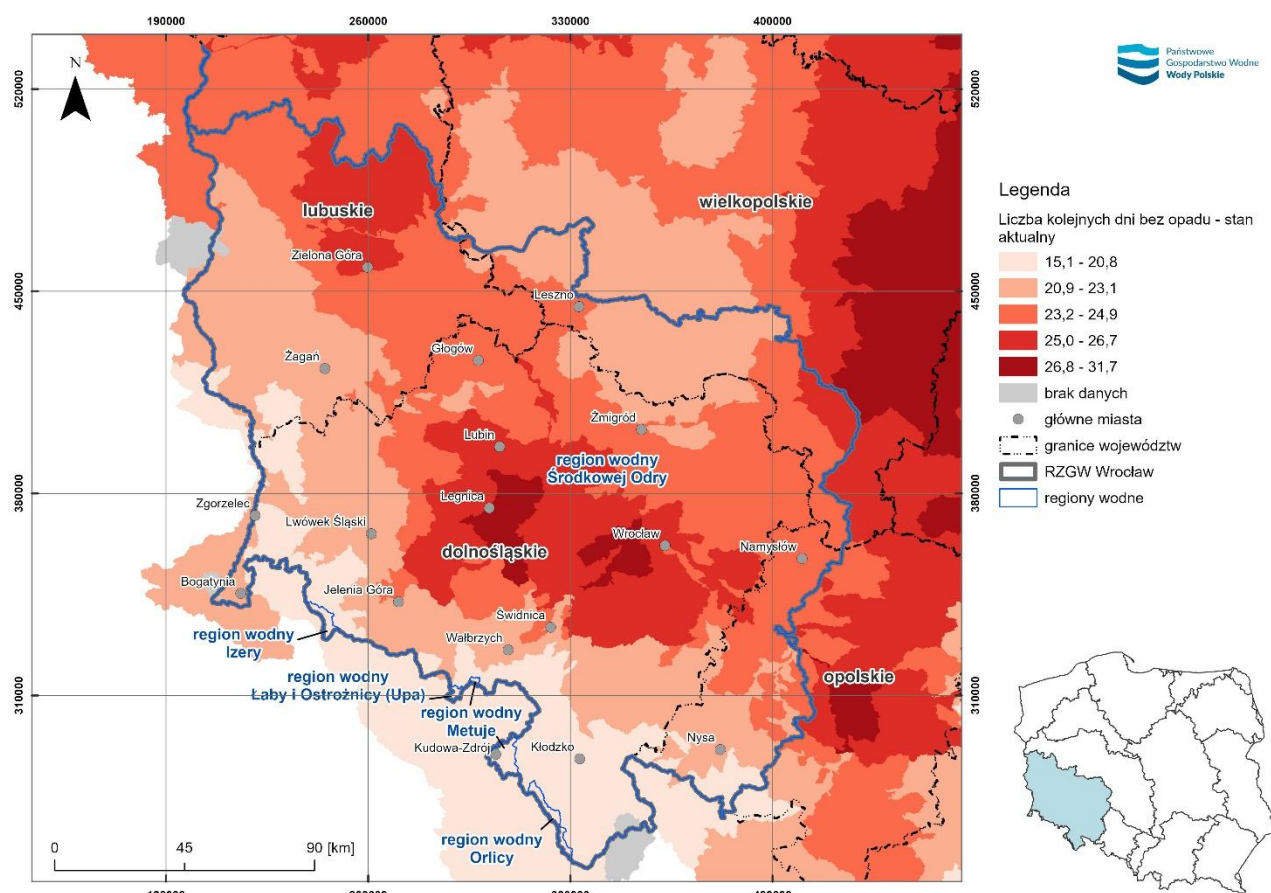 190000
260000
330000
400000
N
520000
520000
Państwowe
Gospodarstwo Wodne
Wody Polskie
lubuskie
wielkopolskie
Zielona Góra
450000
450000
Leszno
Żagań
Głogów
Żmigród
Lubin
region wodny
Środkowej Odry
380000
380000
Legnica
Zgorzelec
Lwówek Śląski
Wrocław
Namysłów
dolnośląskie
Bogatynia
Jelenia Góra
Świdnica
region wodny
Izery
Wałbrzych
region wodny
Łaby i Ostrożnicy (Upa)
opolskie
310000
310000
region wodny
Metuje
Kudowa-Zdrój
Kłodzko
Nysa
region wodny
Orlicy
0
45
90 [km]
190000
260000
330000
400000
Legenda
Liczba kolejnych dni bez opadu - stan
aktualny
15,1 - 20,8
20,9 - 23,1
23,2 - 24,9
25,0 - 26,7
26,8 - 31,7
brak danych
główne miasta
granice województw
RZGW Wrocław
regiony wodne